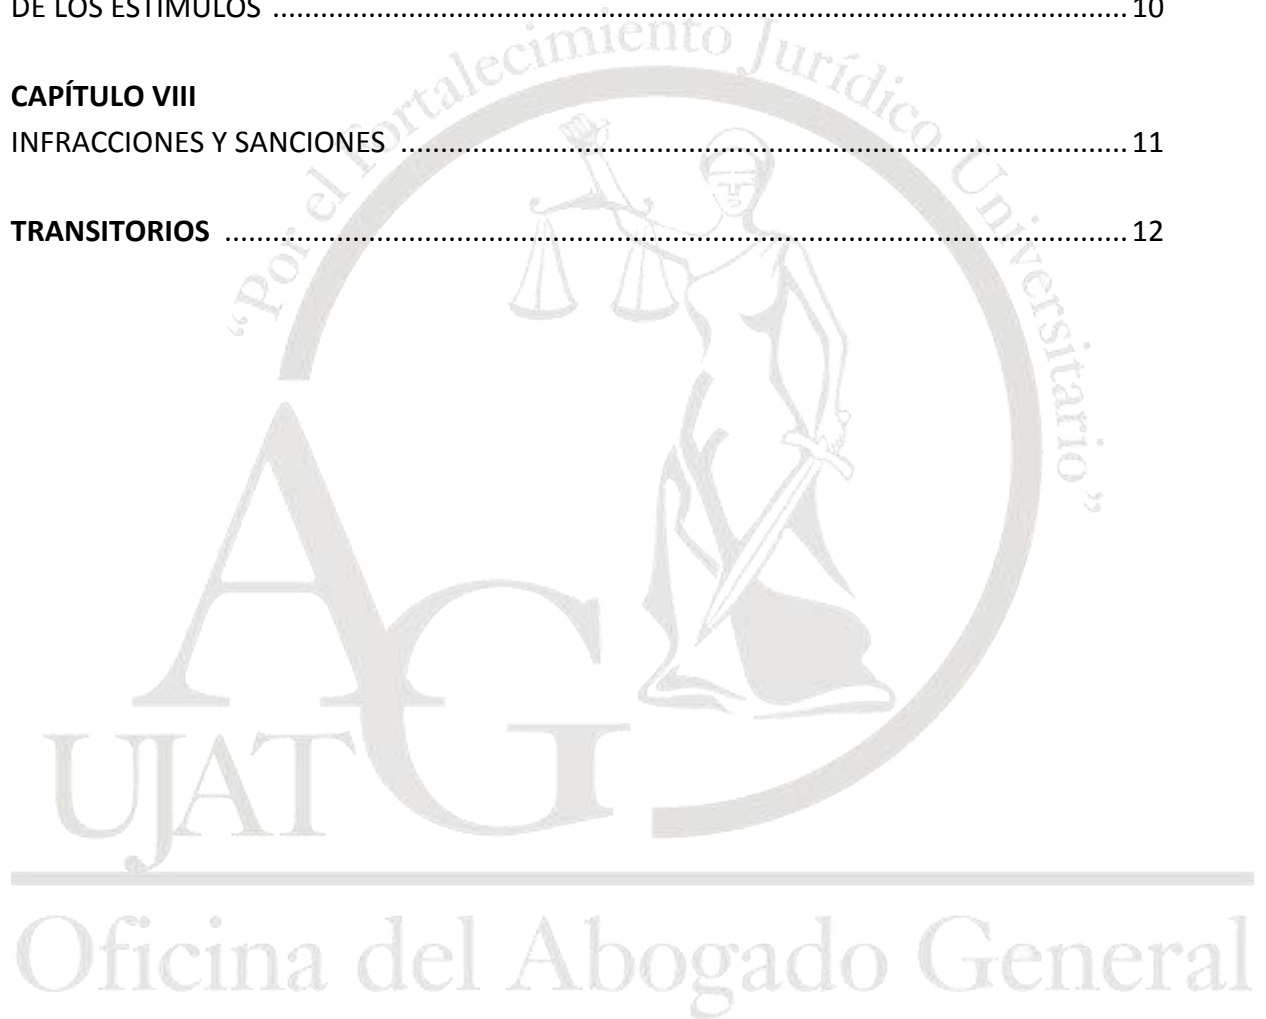 DE LOS ESTÍMULOS ........................................................................................................ 10
CAPÍTULO VIII
INFRACCIONES Y SANCIONES ........................................................................................ 11
TRANSITORIOS ............................................................................................................. 12
“Por el Fortalecimiento Jurídico Universitario”
AG
UJAT
Oficina del Abogado General